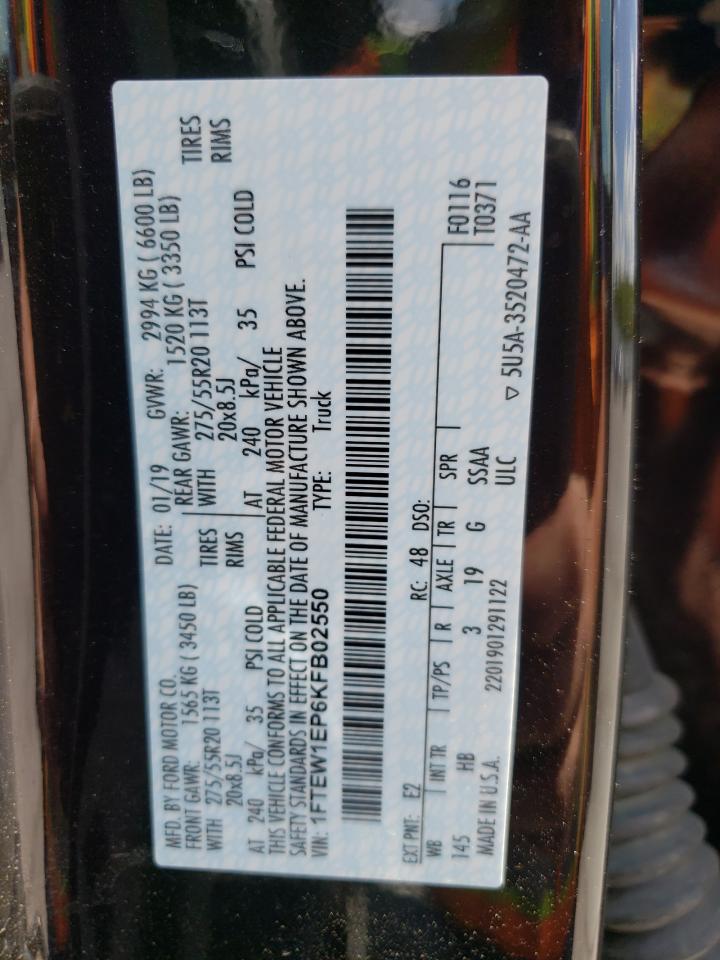 MFD. BY FORD MOTOR CO. DATE: 01/19 GVWR: 2994 KG ( 6600 LB)
FRONT GAWR: 1565 KG ( 3450 LB) REAR GAWR: 1520 KG ( 3350 LB)
WITH 275/55R20 113T TIRES WITH 275/55R20 113T TIRES
20x8.5J RIMS 20x8.5J RIMS
AT 240 kPa/ 35 PSI COLD AT 240 kPa/ 35 PSI COLD
THIS VEHICLE CONFORMS TO ALL APPLICABLE FEDERAL MOTOR VEHICLE
SAFETY STANDARDS IN EFFECT ON THE DATE OF MANUFACTURE SHOWN ABOVE.
VIN: 1FTEW1EP6KFB02550 TYPE: Truck
EXT PNT: E2 RC: 48 DSO:
WB INT TR TP/PS R AXLE TR SPR F0116
145 HB 3 19 G SSAA T0371
MADE IN U.S.A. 2201901291122 ULC
▽ 5U5A-3520472-AA